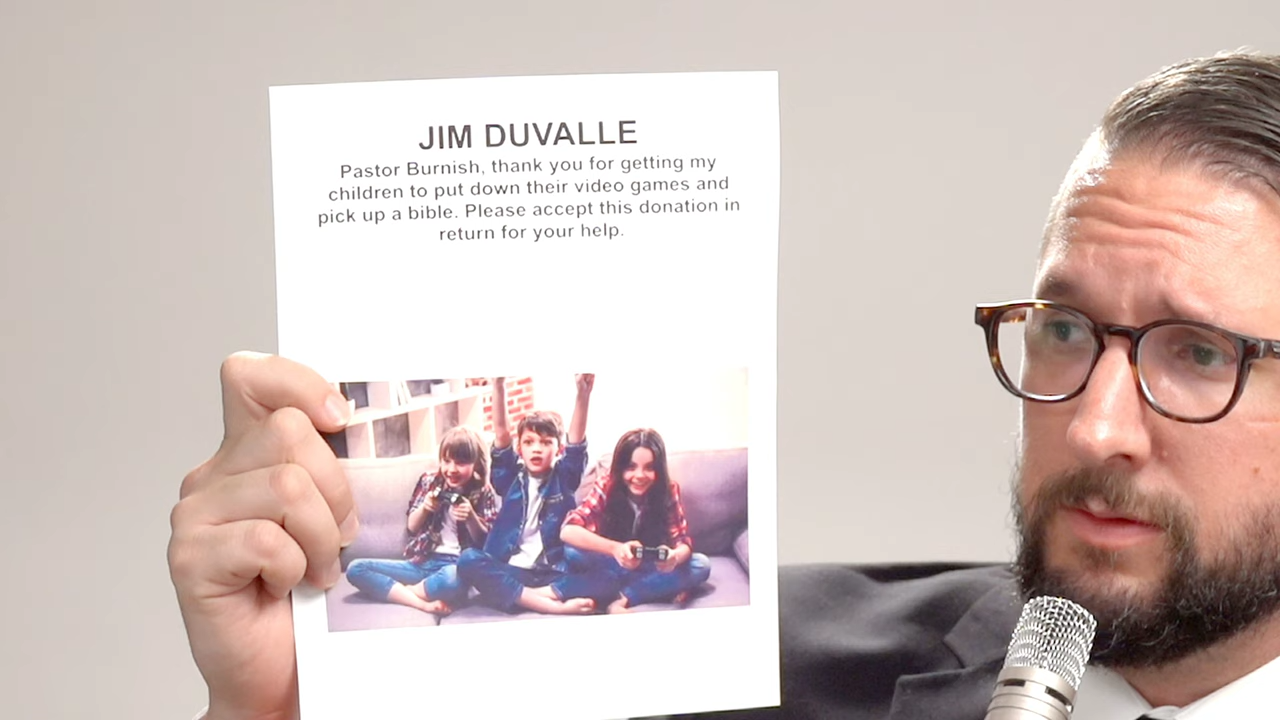 JIM DUVALLE
Pastor Burnish, thank you for getting my
children to put down their video games and
pick up a bible. Please accept this donation in
return for your help.